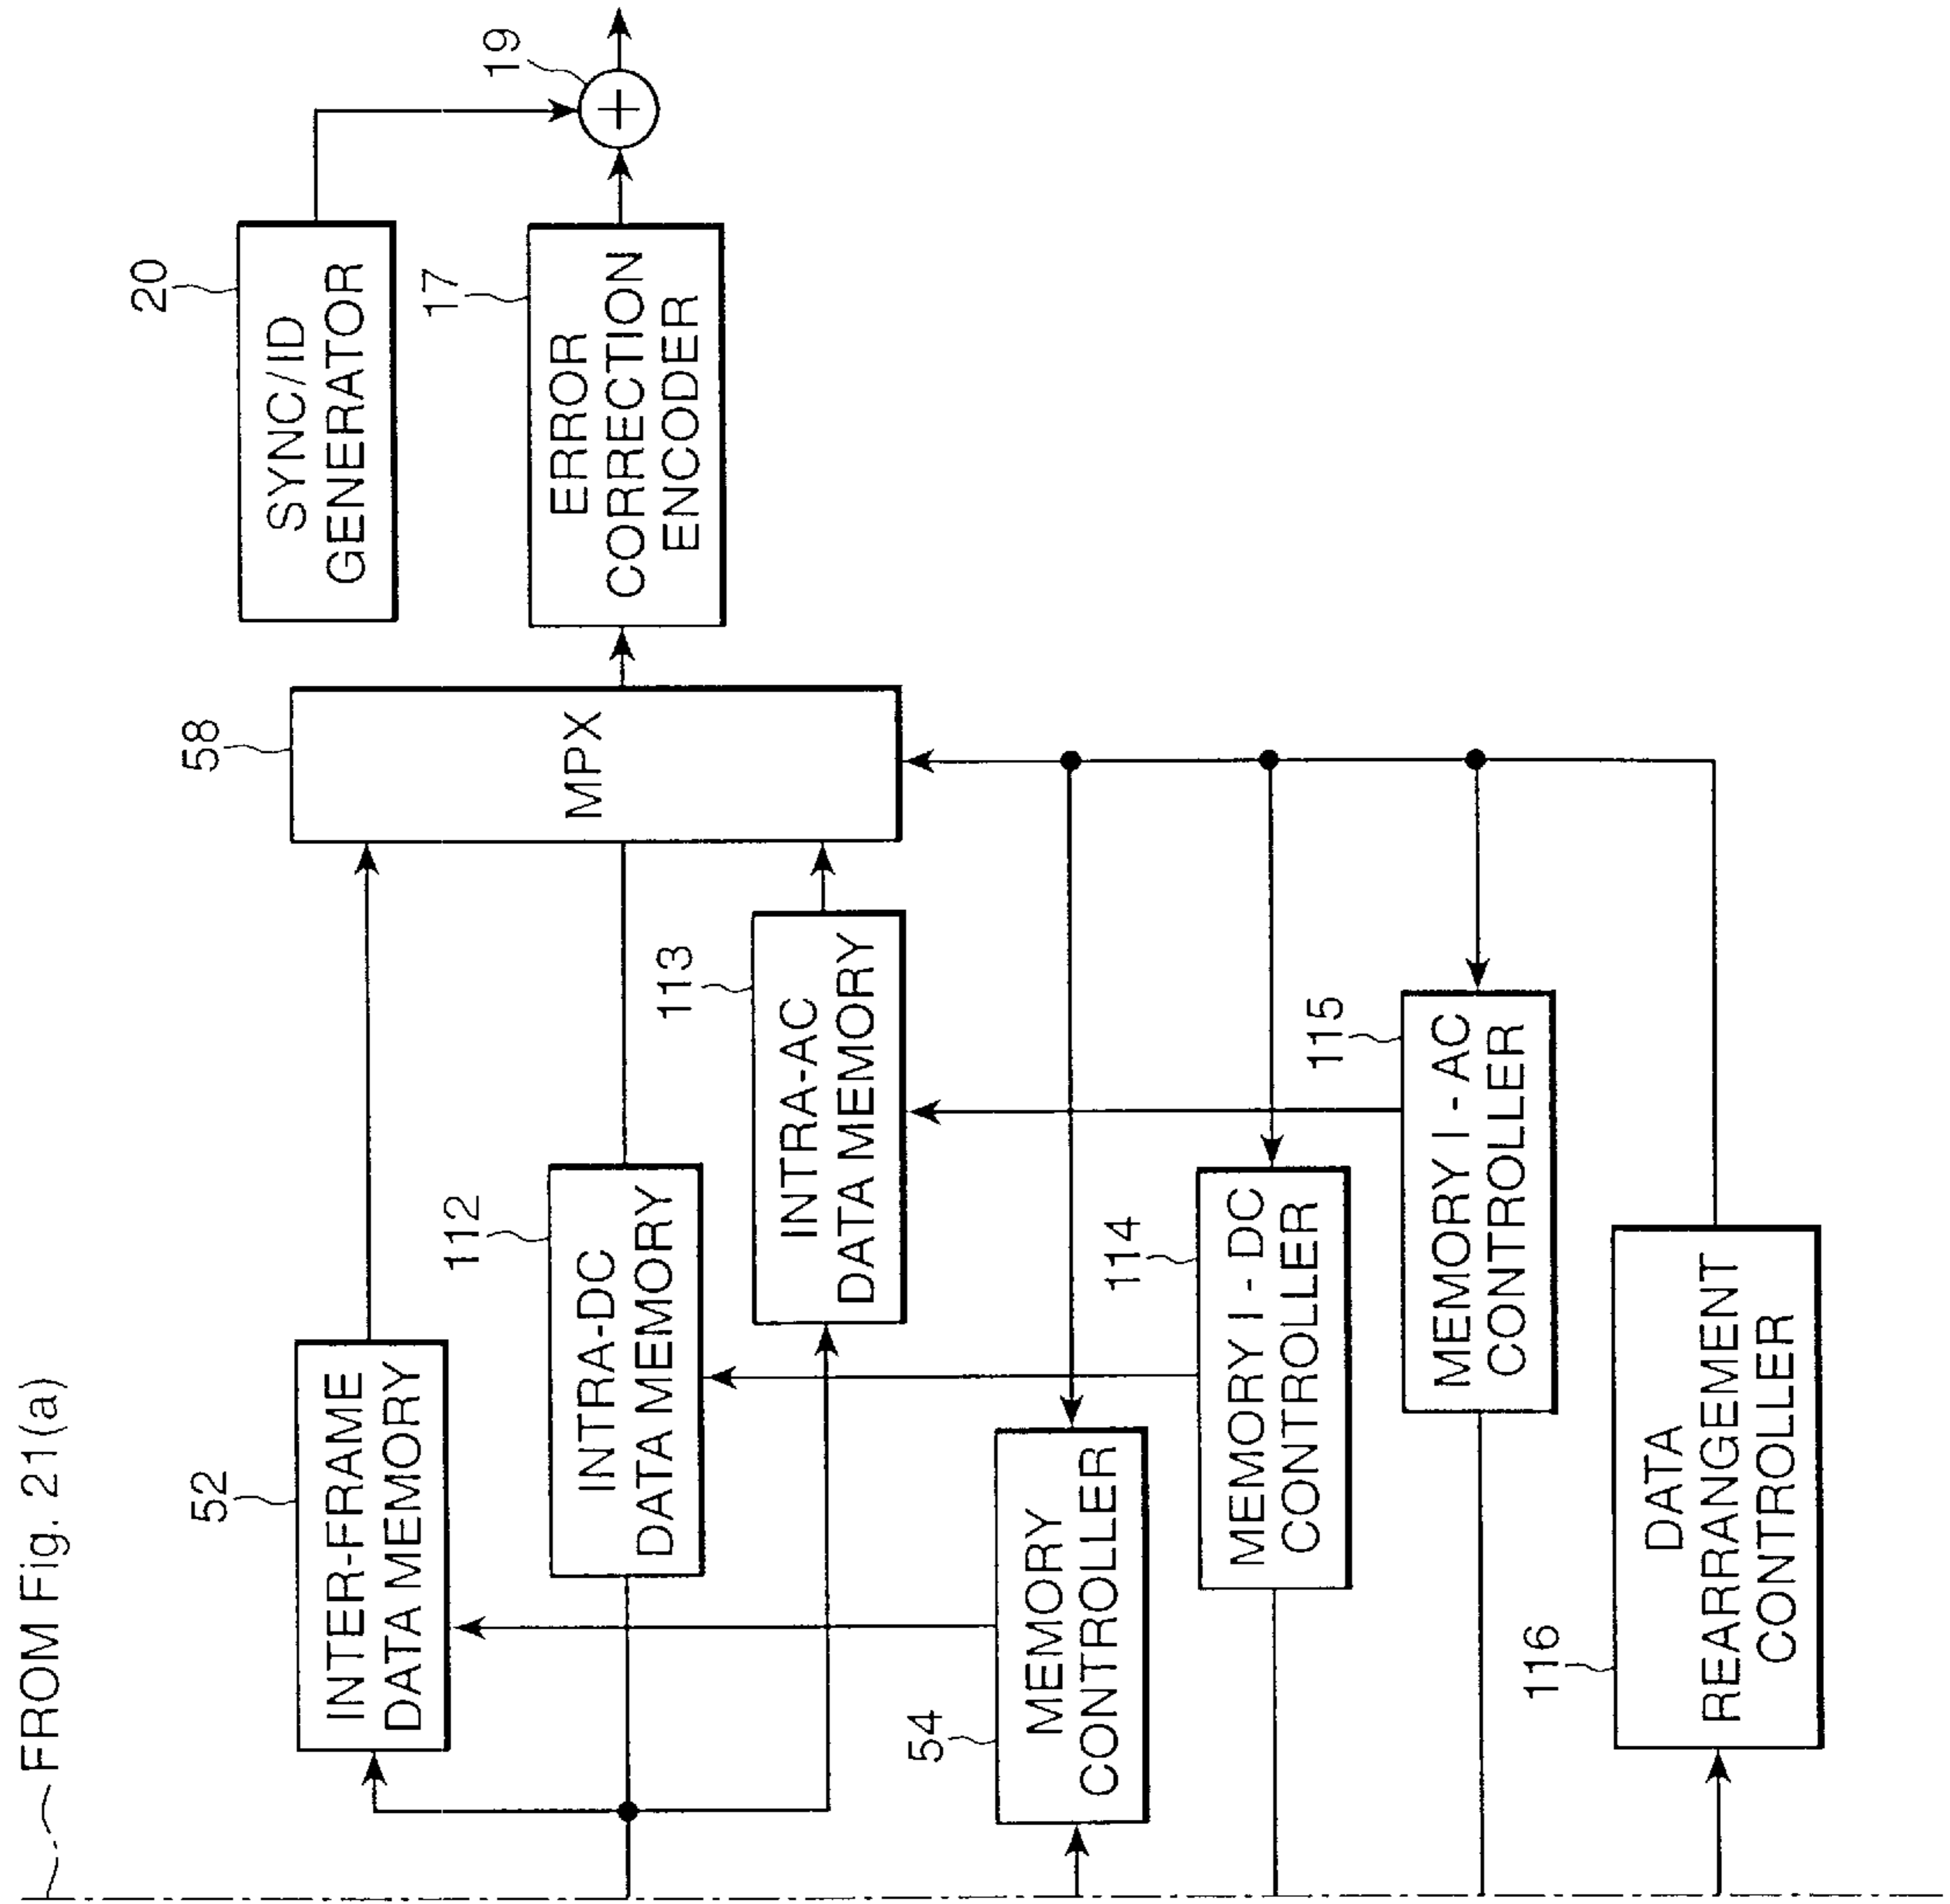 FROM Fig. 21(a)
52
INTER-FRAME
DATA MEMORY
112
INTRA-DC
DATA MEMORY
113
INTRA-AC
DATA MEMORY
58
MPX
20
SYNC/ID
GENERATOR
17
ERROR
CORRECTION
ENCODER
19
+
54
MEMORY
CONTROLLER
114
MEMORY I - DC
CONTROLLER
115
MEMORY I - AC
CONTROLLER
116
DATA
REARRANGEMENT
CONTROLLER